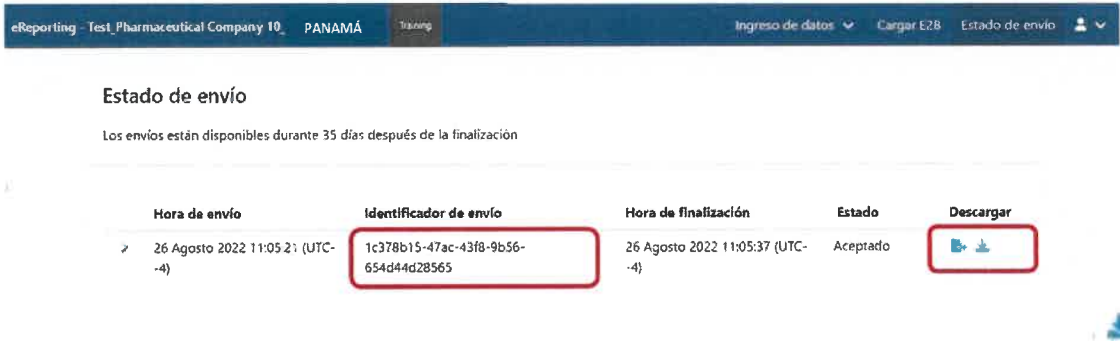 eReporting - Test_Pharmaceutical Company 10_ PANAMÁ Training Ingreso de datos Cargar E2B Estado de envío
Estado de envío
Los envíos están disponibles durante 35 días después de la finalización
Hora de envío Identificador de envío Hora de finalización Estado Descargar
26 Agosto 2022 11:05:21 (UTC- 1c378b15-47ac-43f8-9b56- 26 Agosto 2022 11:05:37 (UTC- Aceptado
-4) 654d44d28565 -4)